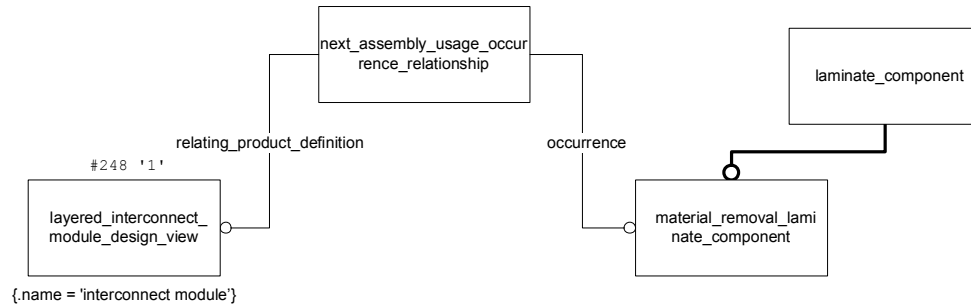 next_assembly_usage_occur
rence_relationship
laminate_component
relating_product_definition
occurrence
#248 '1'
layered_interconnect_
module_design_view
material_removal_lami
nate_component
{.name = 'interconnect module'}